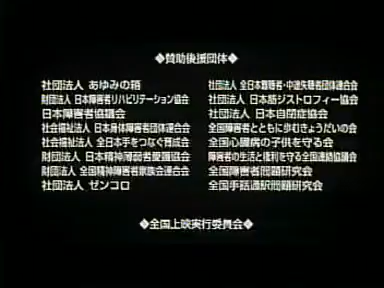 ◆賛助後援団体◆
社団法人 あゆみの箱
財団法人 日本障害者リハビリテーション協会
日本障害者協議会
社会福祉法人 日本身体障害者団体連合会
社会福祉法人 全日本手をつなぐ育成会
財団法人 日本精神薄弱者愛護協会
財団法人 全国精神障害者家族会連合会
社団法人 ゼンコロ
社団法人 全日本難聴者・中途失聴者団体連合会
社団法人 日本筋ジストロフィー協会
社団法人 日本自閉症協会
全国障害者とともに歩むきょうだいの会
全国心臓病の子供を守る会
障害者の生活と権利を守る全国連絡協議会
全国障害者問題研究会
全国手話通訳問題研究会
◆全国上映実行委員会◆